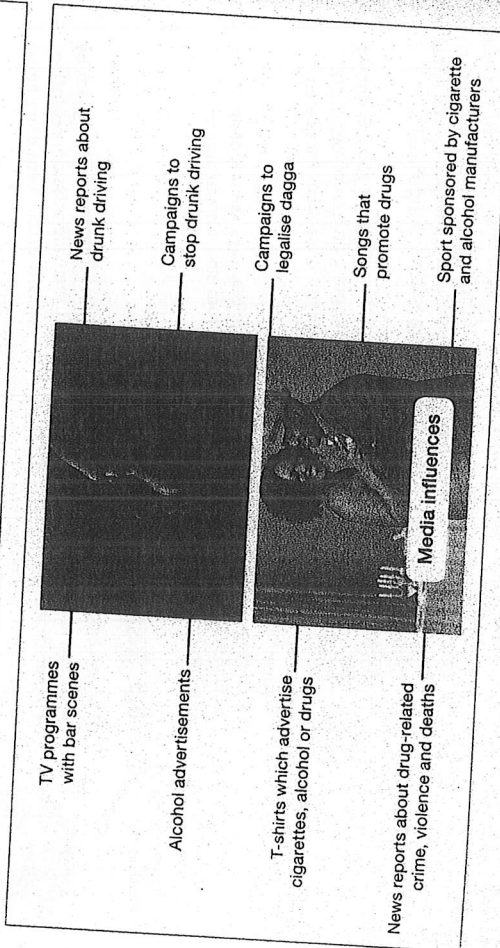 TV programmes
with bar scenes
Alcohol advertisements
T-shirts which advertise
cigarettes, alcohol or drugs
News reports about drug-related
crime, violence and deaths
News reports about
drunk driving
Campaigns to
stop drunk driving
Campaigns to
legalise dagga
Songs that
promote drugs
Sport sponsored by cigarette
and alcohol manufacturers
Media influences